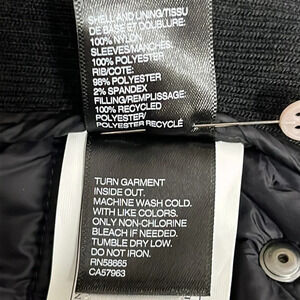 SHELL AND LINING/TISSU
DE BASE ET DOUBLURE:
100% NYLON
SLEEVES/MANCHES:
100% POLYESTER
RIB/COTE:
98% POLYESTER
2% SPANDEX
FILLING/REMPLISSAGE:
100% RECYCLED
POLYESTER/
POLYESTER RECYCLÉ
TURN GARMENT
INSIDE OUT.
MACHINE WASH COLD.
WITH LIKE COLORS.
ONLY NON-CHLORINE
BLEACH IF NEEDED.
TUMBLE DRY LOW.
DO NOT IRON.
RN58665
CA57963